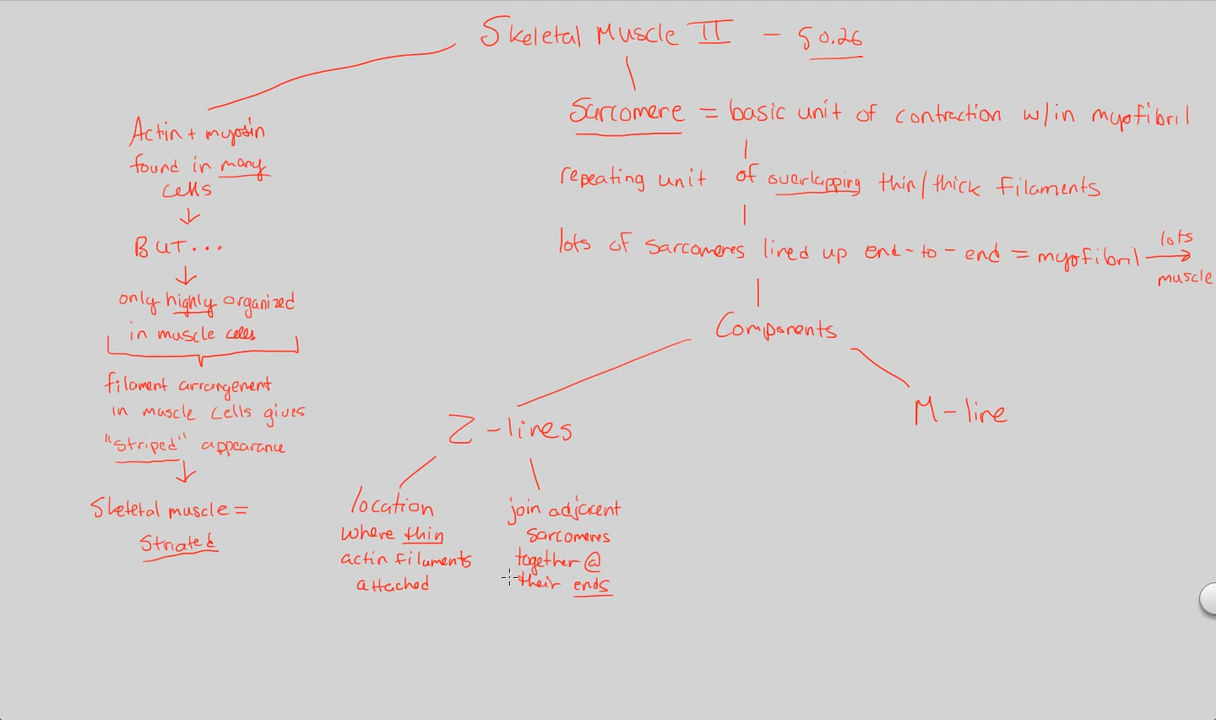 Skeletal Muscle II - 50.26
Actin + myosin
found in many
cells
BUT...
only highly organized
in muscle cells
filament arrangement
in muscle cells gives
"striped" appearance
Skeletal muscle =
Striated
Sarcomere = basic unit of contraction w/in myofibril
repeating unit of overlapping thin/thick filaments
lots of sarcomeres lined up end-to-end = myofibril
lots
muscle
Components
Z-lines
location
where thin
actin filaments
attached
join adjacent
sarcomeres
together @
their ends
M-line